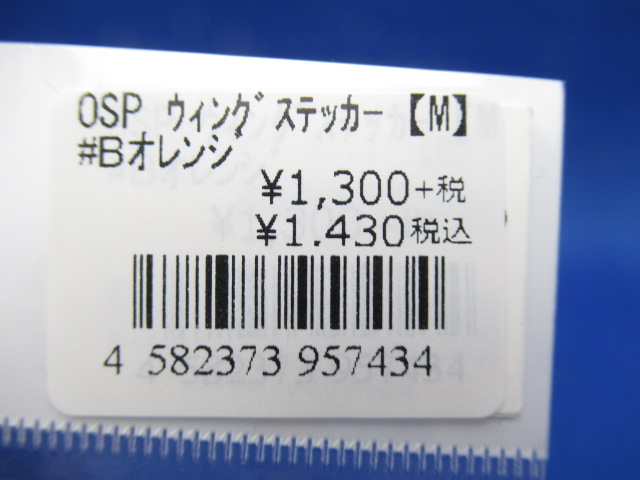 OSP ウィングステッカー【M】
#Bオレンジ
¥1,300+税
¥1,430税込
4 582373 957434